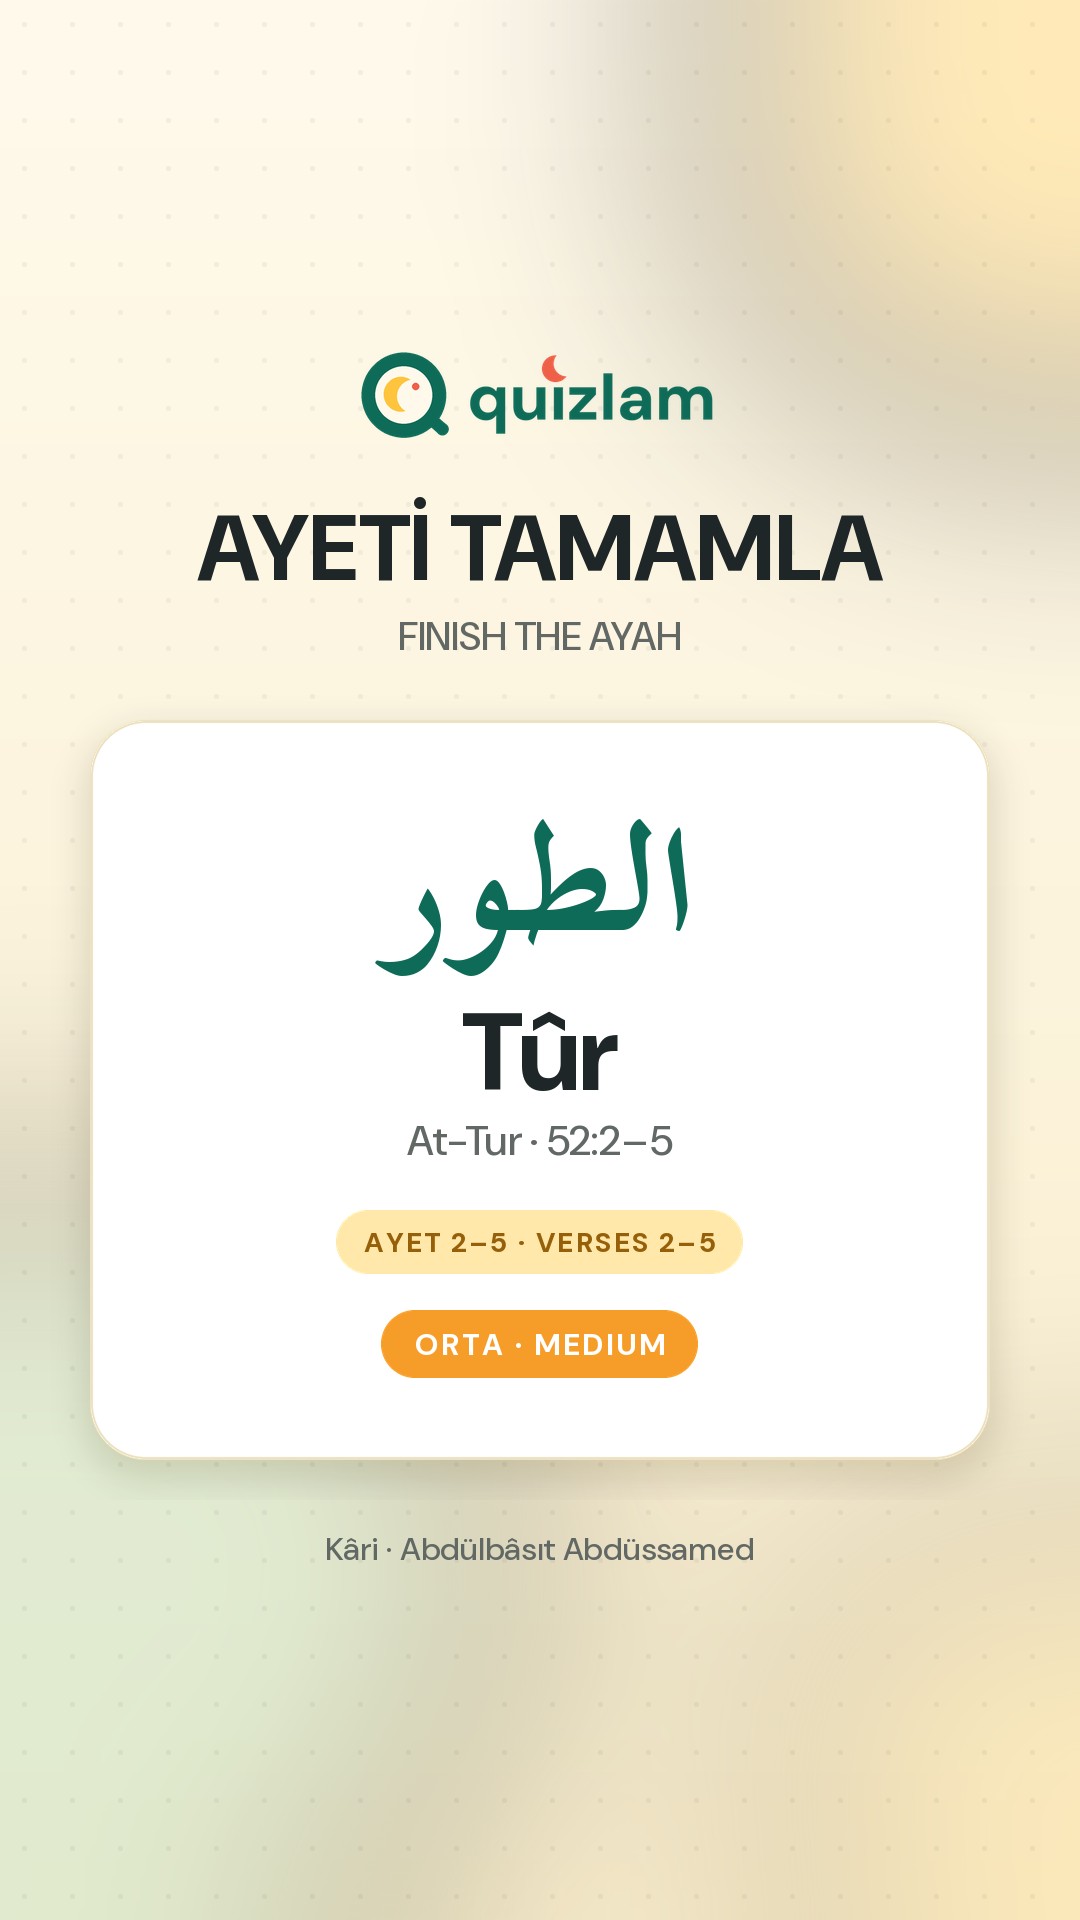 quizlam
AYETİ TAMAMLA
FINISH THE AYAH
الطور
Tûr
At-Tur · 52:2–5
AYET 2–5 · VERSES 2–5
ORTA · MEDIUM
Kâri · Abdülbâsıt Abdüssamed